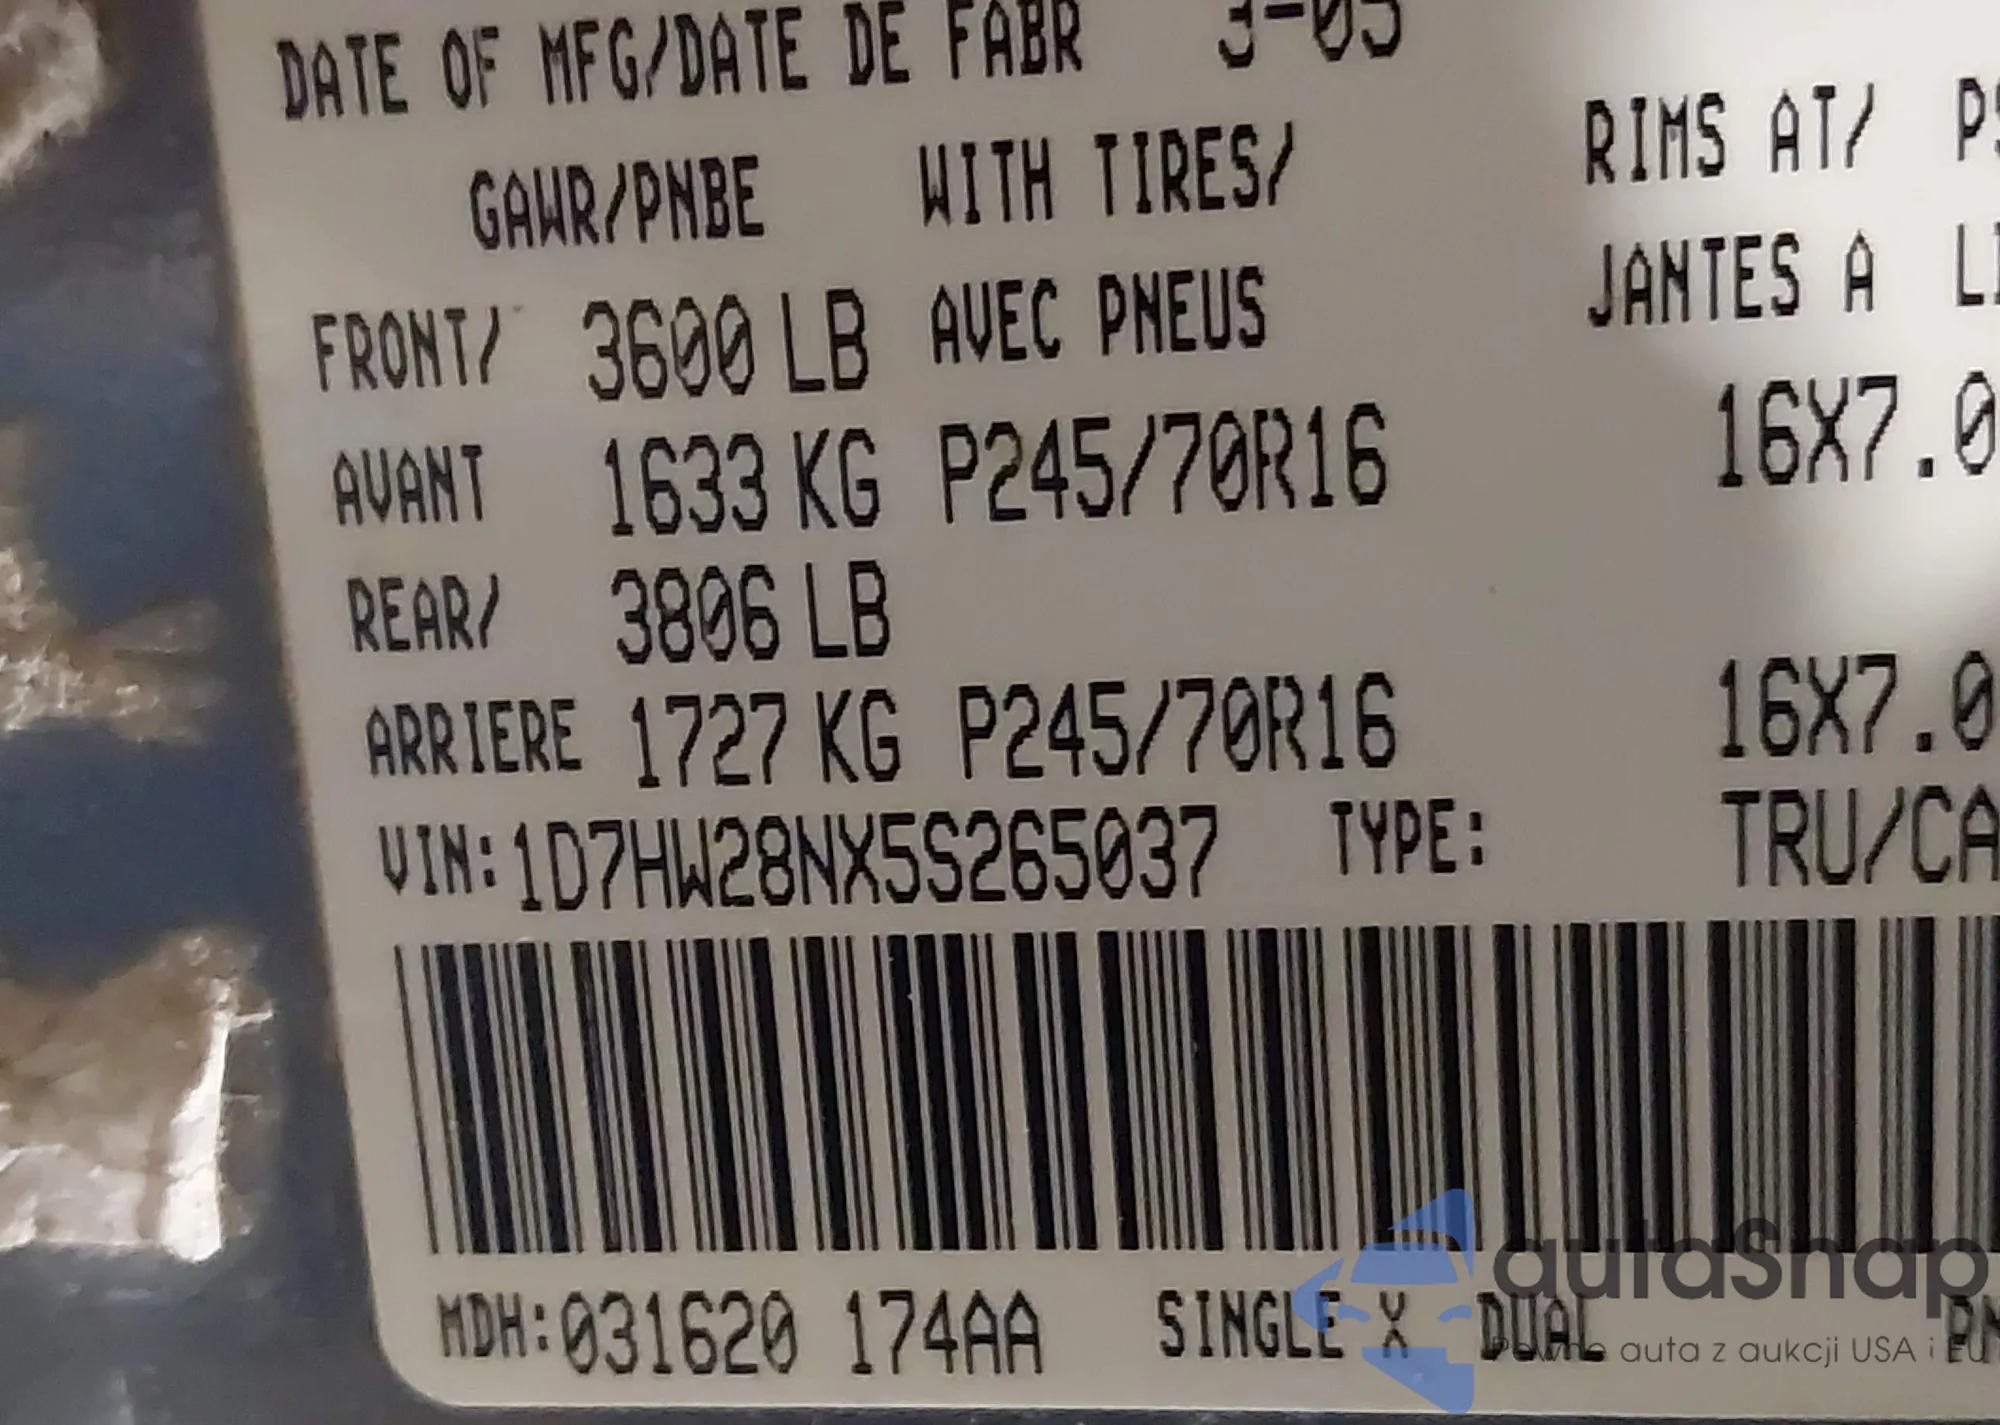 DATE OF MFG/DATE DE FABR 3-05
GAWR/PNBE WITH TIRES/ RIMS AT/
FRONT/ 3600 LB AVEC PNEUS JANTES A
AVANT 1633 KG P245/70R16 16X7.0
REAR/ 3806 LB
ARRIERE 1727 KG P245/70R16 16X7.0
VIN:1D7HW28NX5S265037 TYPE: TRU/CA
MDH:031620 174AA SINGLE X DUAL
autaSnap
Pewne auta z aukcji USA i EU